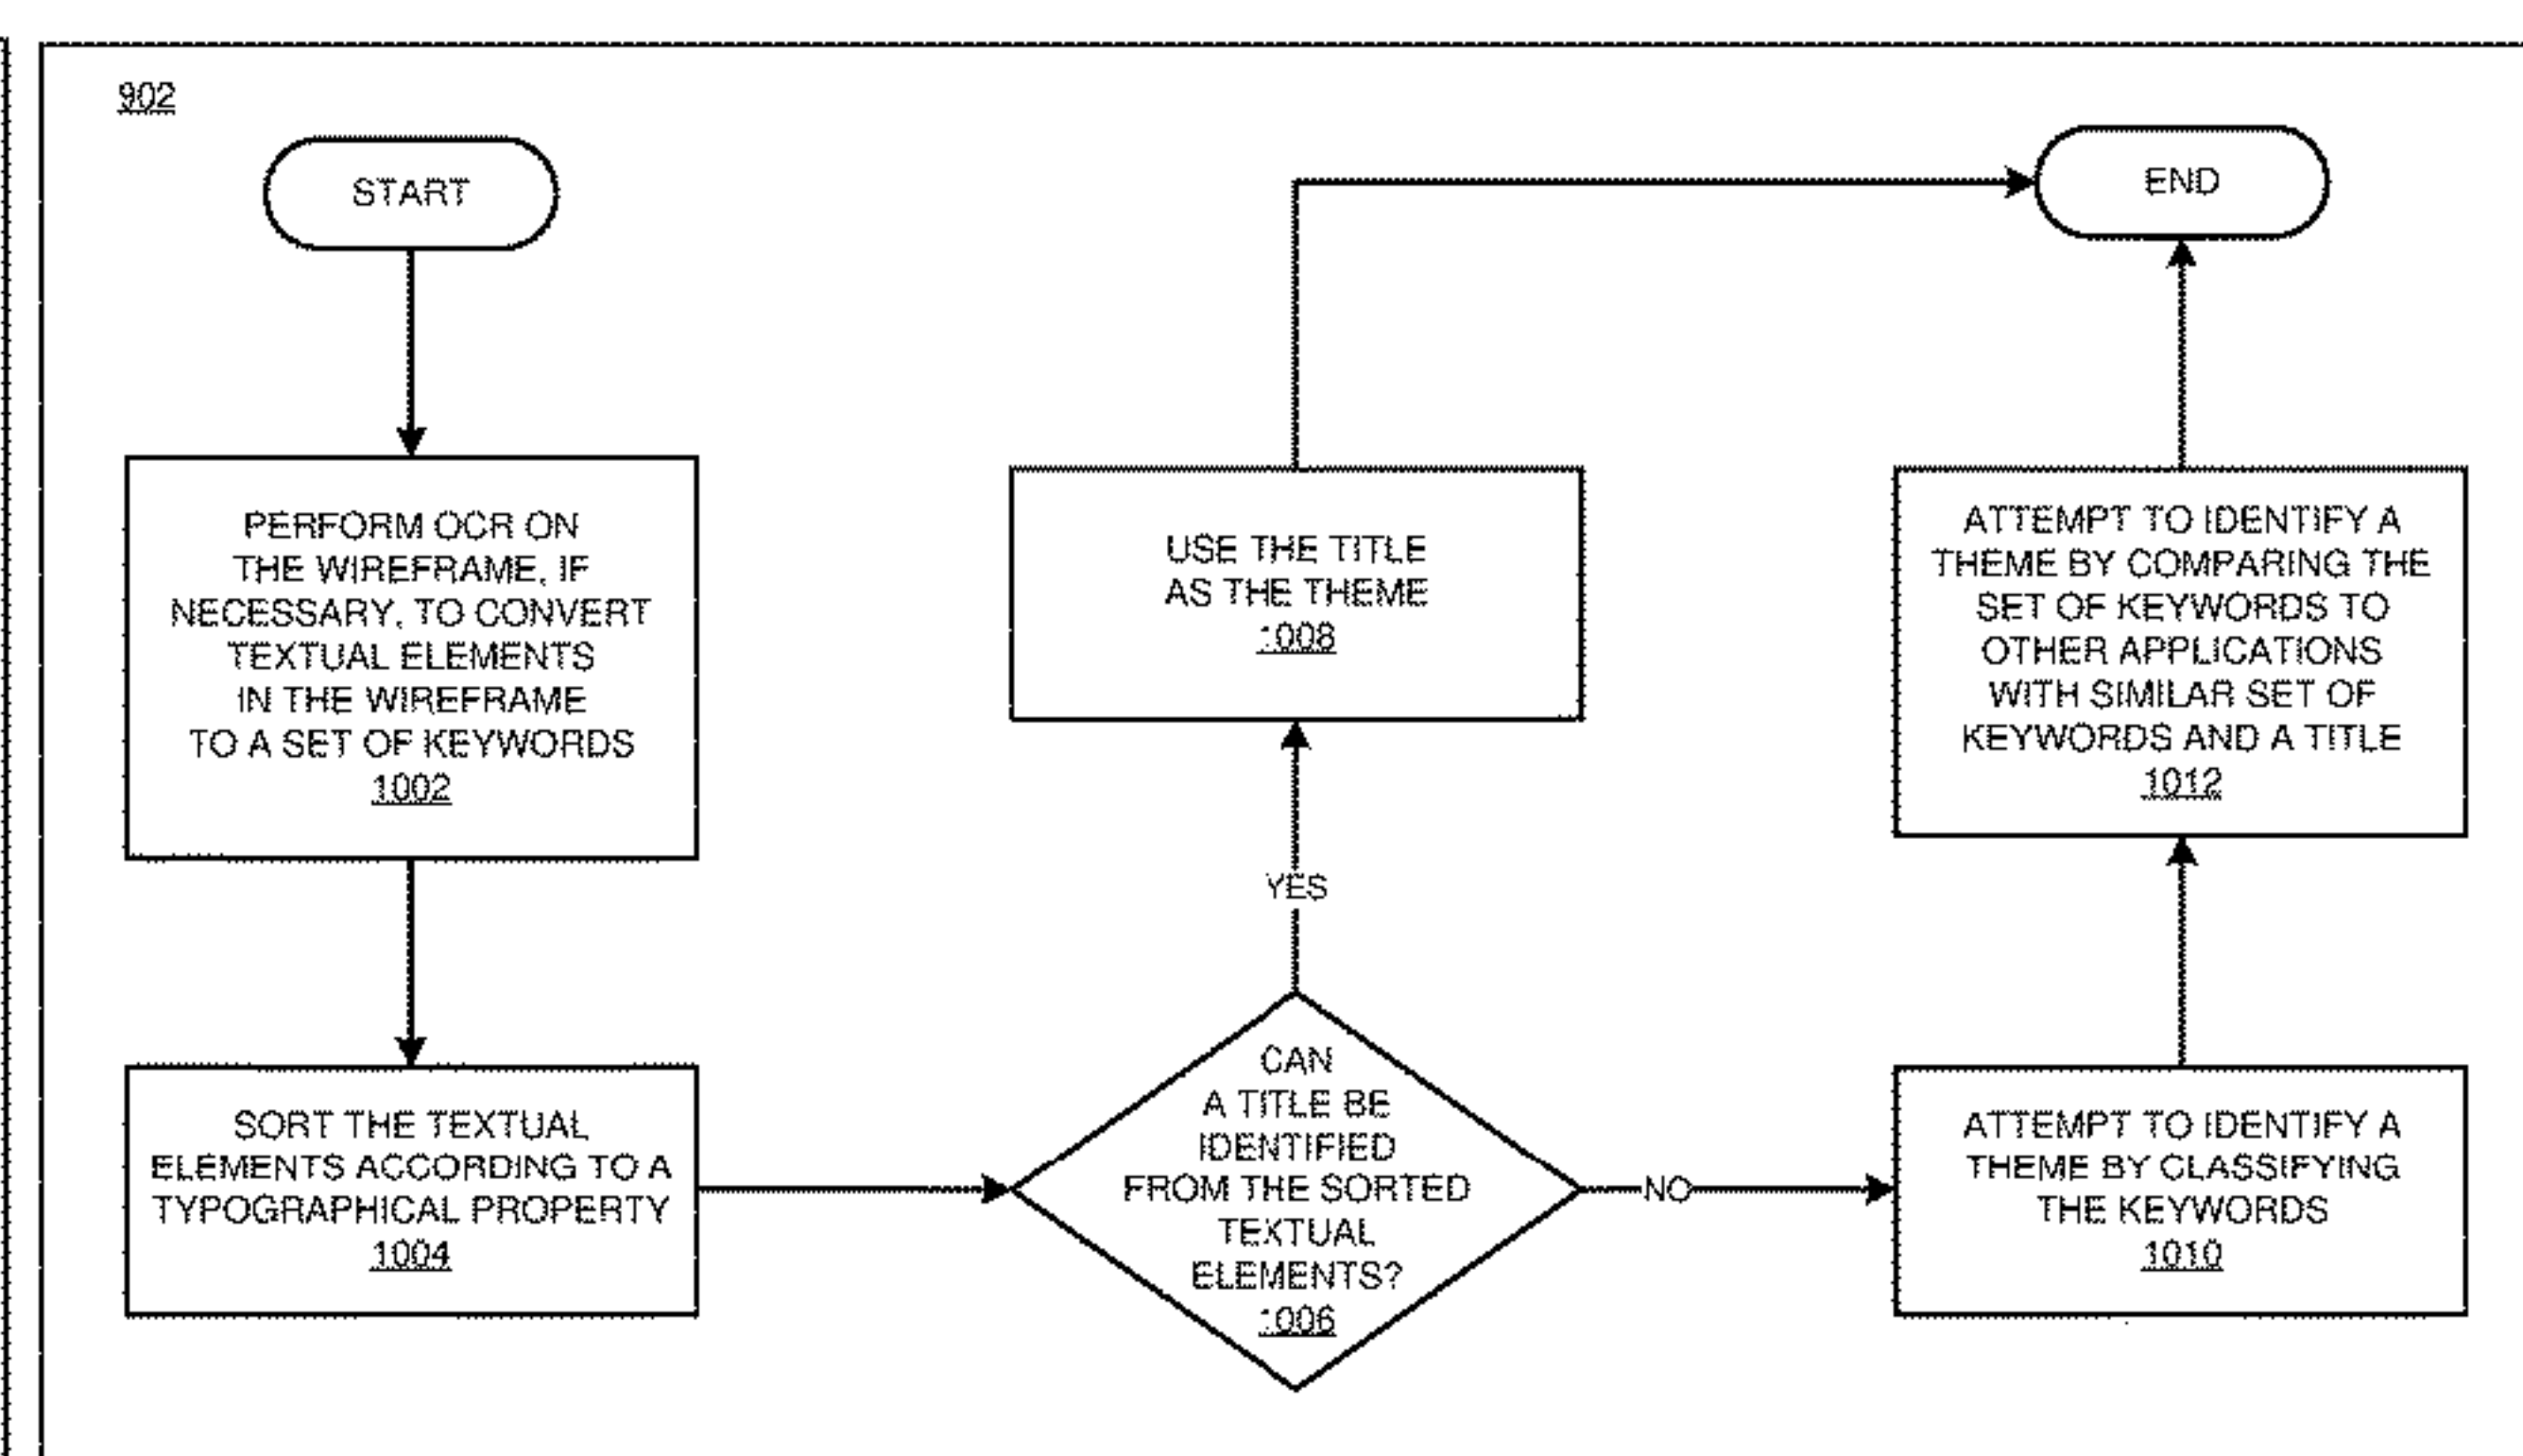 902
START
PERFORM OCR ON
THE WIREFRAME, IF
NECESSARY, TO CONVERT
TEXTUAL ELEMENTS
IN THE WIREFRAME
TO A SET OF KEYWORDS
1002
SORT THE TEXTUAL
ELEMENTS ACCORDING TO A
TYPOGRAPHICAL PROPERTY
1004
CAN
A TITLE BE
IDENTIFIED
FROM THE SORTED
TEXTUAL
ELEMENTS?
1006
YES
USE THE TITLE
AS THE THEME
1008
NO
ATTEMPT TO IDENTIFY A
THEME BY CLASSIFYING
THE KEYWORDS
1010
ATTEMPT TO IDENTIFY A
THEME BY COMPARING THE
SET OF KEYWORDS TO
OTHER APPLICATIONS
WITH SIMILAR SET OF
KEYWORDS AND A TITLE
1012
END